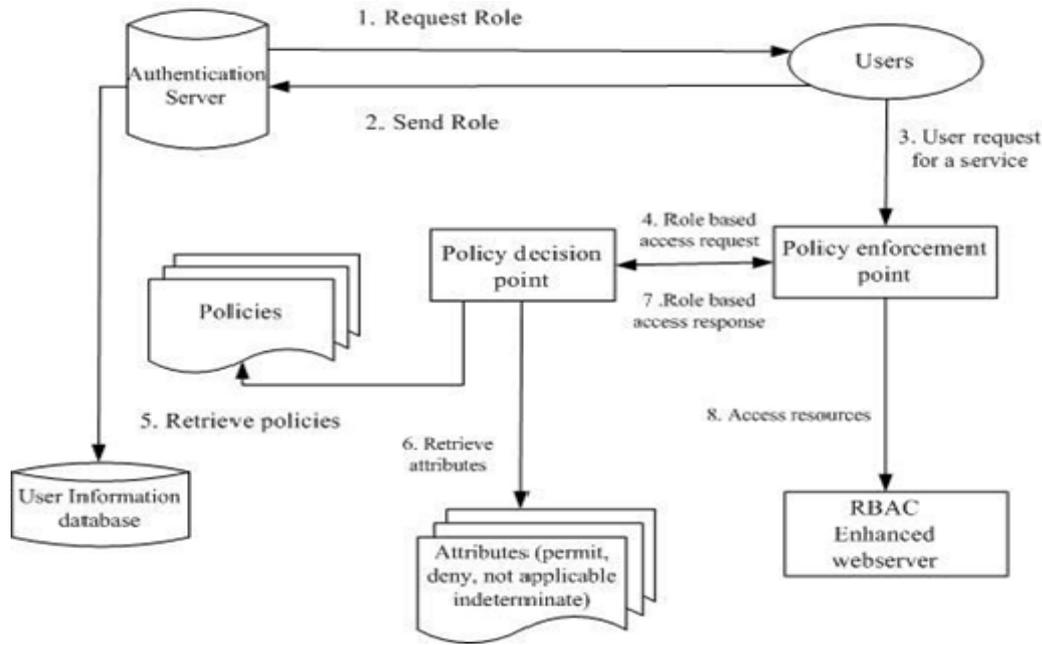 1. Request Role
Authentication
Server
Users
2. Send Role
3. User request
for a service
4. Role based
access request
Policy decision
point
Policy enforcement
point
7 .Role based
access response
Policies
5. Retrieve policies
8. Access resources
6. Retrieve
attributes
User Information
database
RBAC
Enhanced
webserver
Attributes (permit,
deny, not applicable
indeterminate)